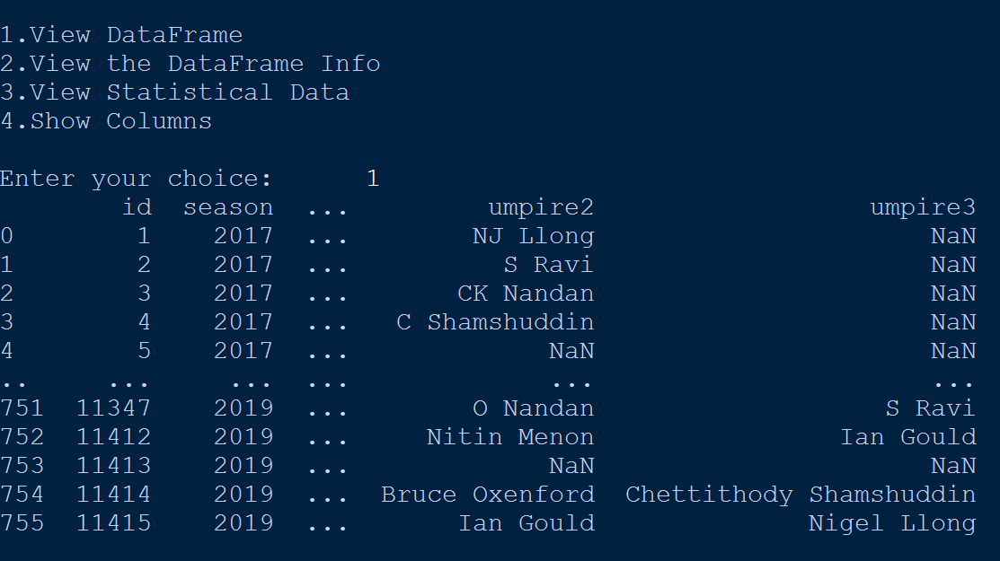 1.View DataFrame
2.View the DataFrame Info
3.View Statistical Data
4.Show Columns
Enter your choice:      1
        id  season  ...         umpire2                 umpire3
0        1    2017  ...        NJ Llong                     NaN
1        2    2017  ...          S Ravi                     NaN
2        3    2017  ...       CK Nandan                     NaN
3        4    2017  ...   C Shamshuddin                     NaN
4        5    2017  ...             NaN                     NaN
..     ...     ...  ...             ...                     ...
751  11347    2019  ...        O Nandan                  S Ravi
752  11412    2019  ...     Nitin Menon               Ian Gould
753  11413    2019  ...             NaN                     NaN
754  11414    2019  ...  Bruce Oxenford  Chettithody Shamshuddin
755  11415    2019  ...       Ian Gould             Nigel Llong